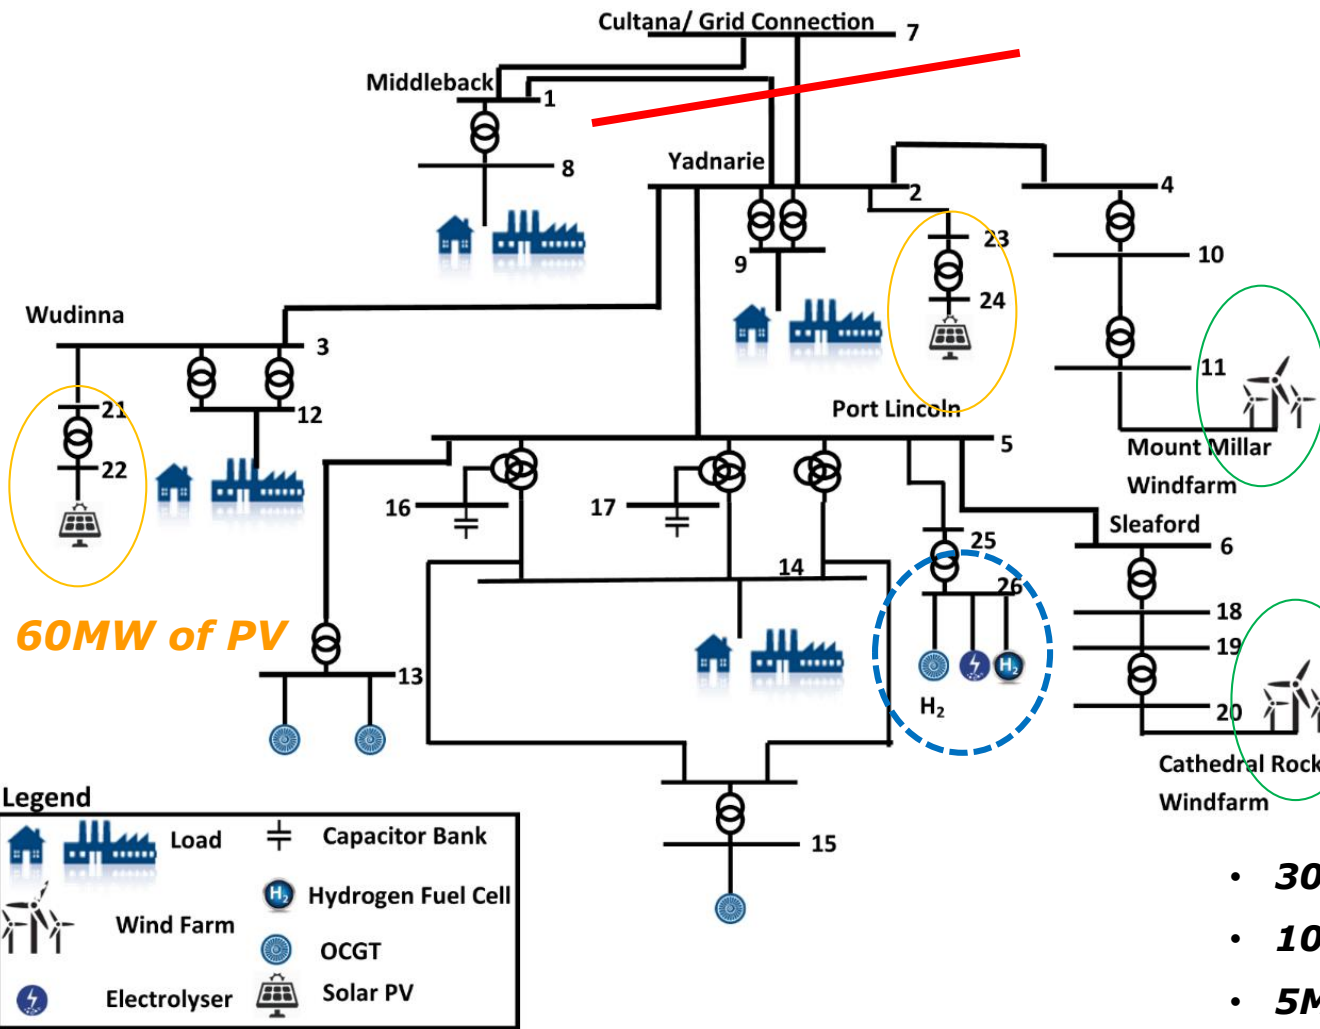 Cultana/ Grid Connection
7
Middleback
1
8
Yadnarie
2
4
9
23
24
10
11
Wudinna
3
21
12
22
Port Lincoln
5
Mount Millar
Windfarm
16
17
14
25
26
Sleaford
6
18
19
20
60MW of PV
13
H₂
H₂
Cathedral Rock
Windfarm
15
Legend
Load
Capacitor Bank
H₂
Hydrogen Fuel Cell
Wind Farm
OCGT
Electrolyser
Solar PV
• 30
• 10
• 5M